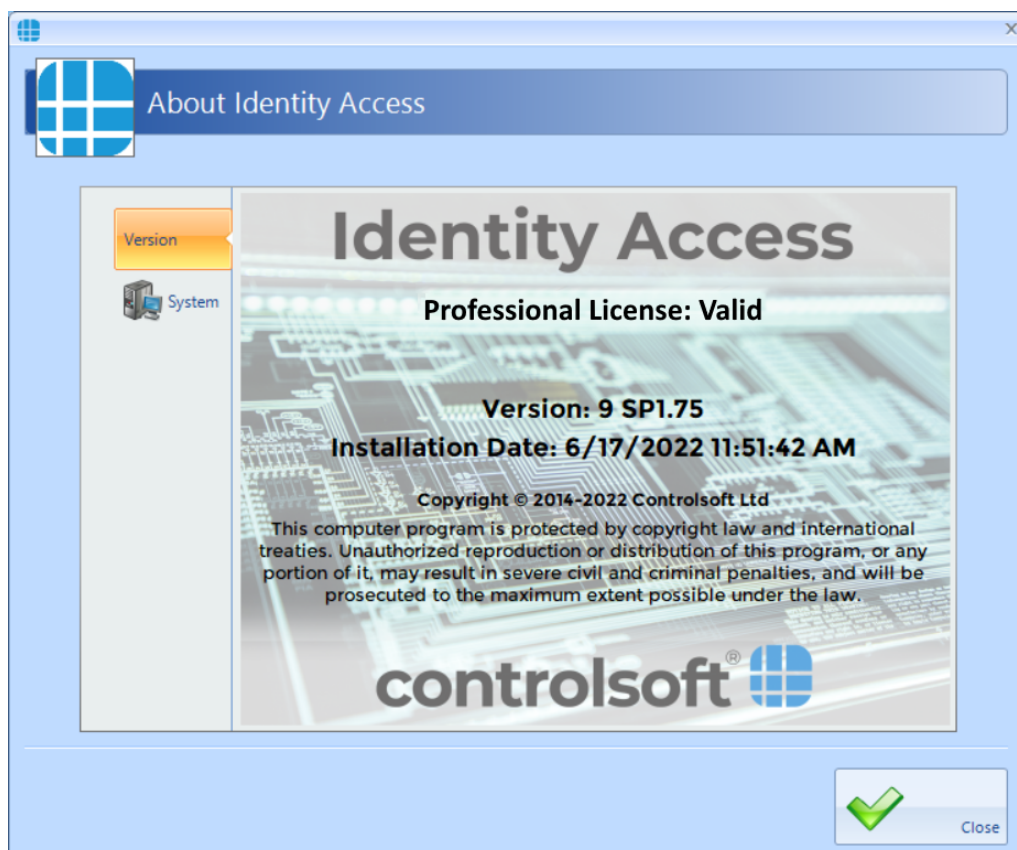 About Identity Access
Version
System
Identity Access
Professional License: Valid
Version: 9 SP1.75
Installation Date: 6/17/2022 11:51:42 AM
Copyright © 2014-2022 Controlsoft Ltd
This computer program is protected by copyright law and international
treaties. Unauthorized reproduction or distribution of this program, or any
portion of it, may result in severe civil and criminal penalties, and will be
prosecuted to the maximum extent possible under the law.
controlsoft®
Close